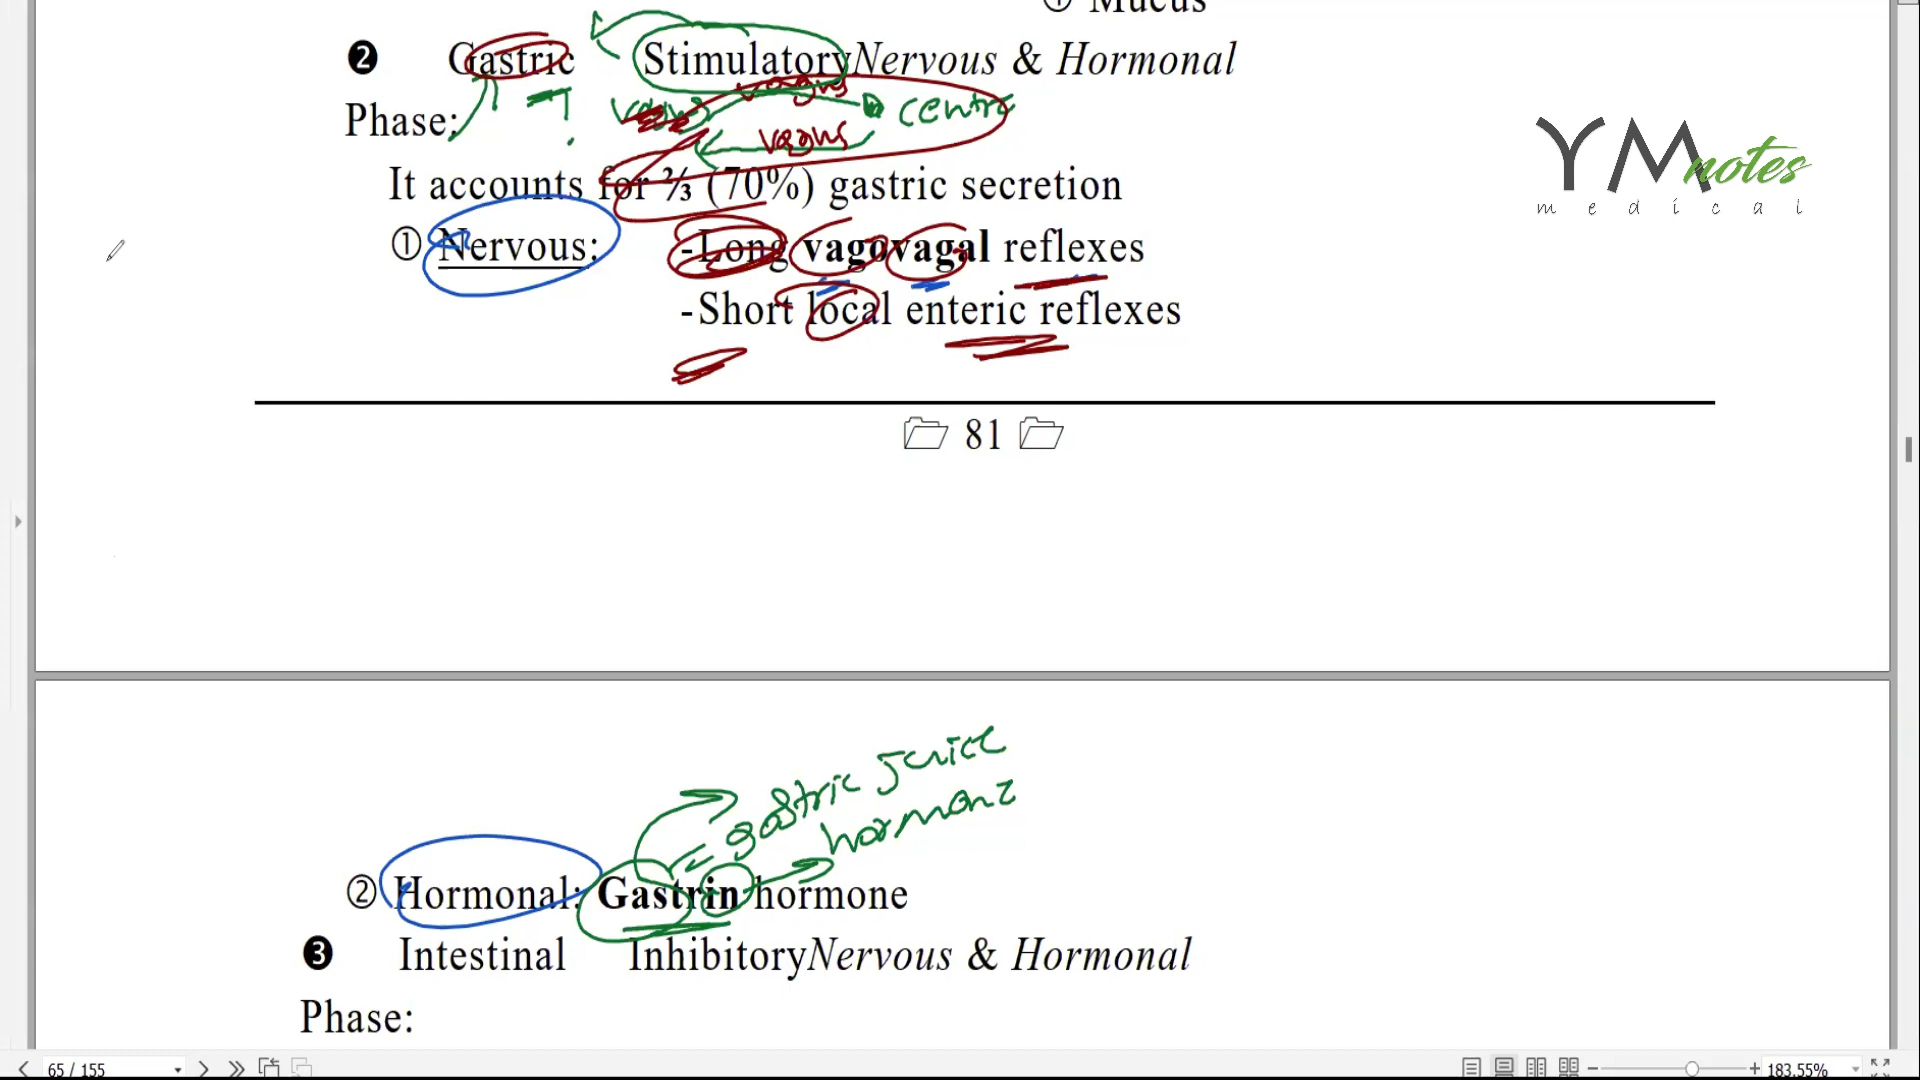 ① Mucus
❷ Gastric Stimulatory Nervous & Hormonal
vagus
centre
Phase:
vagus
YM notes
medical
It accounts for ⅔ (70%) gastric secretion
① Nervous: -Long vagovagal reflexes
-Short local enteric reflexes
81
gastric juice
hormone
② Hormonal: Gastrin hormone
❸ Intestinal Inhibitory Nervous & Hormonal
Phase:
65 / 155
183.55%